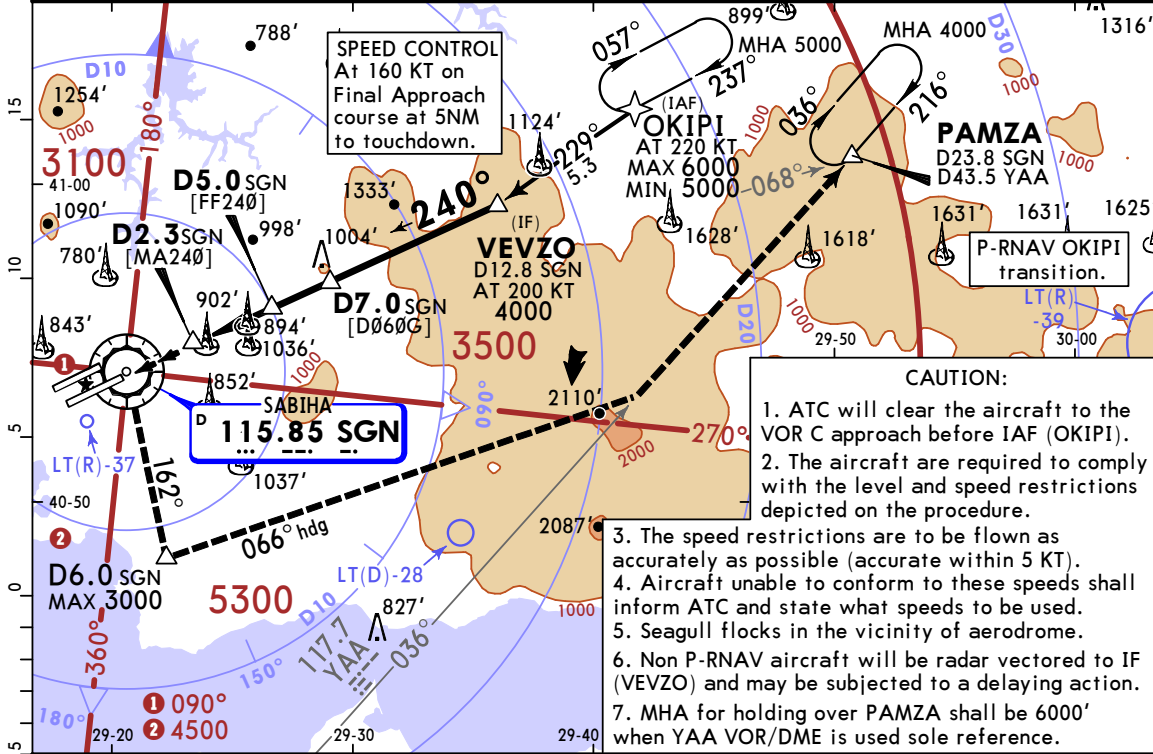 788'
D10
1254'
1000
15
180°
3100
41-00
1090'
780'
843'
SPEED CONTROL
At 160 KT on
Final Approach
course at 5NM
to touchdown.
057°
237°
899'
MHA 5000
MHA 4000
D30
1316'
1000
036°
216°
1000
1124'
229°
5.3
(IAF)
OKIPI
AT 220 KT
MAX 6000
MIN 5000
068°
PAMZA
D23.8 SGN
D43.5 YAA
1000
D5.0 SGN
[FF240]
1333'
240°
D2.3 SGN
[MA240]
998'
1004'
(IF)
VEVZO
D12.8 SGN
AT 200 KT
4000
1628'
1618'
1631'
1631'
1625'
P-RNAV OKIPI
transition.
LT(R)
-39
10
D7.0 SGN
[D060G]
902'
894'
1036'
3500
D20
1000
29-50
30-00
1
852'
1000
SABIHA
D 115.85 SGN
LT(R)-37
1037'
060°
2110'
270°
2000
5
40-50
162°
066° hdg
2087'
2
D6.0 SGN
MAX 3000
5300
LT(D)-28
D10
827'
1000
0
117.7
YAA
036°
360°
150°
180°
1 090°
2 4500
5
29-20
29-30
29-40
CAUTION:
1. ATC will clear the aircraft to the
VOR C approach before IAF (OKIPI).
2. The aircraft are required to comply
with the level and speed restrictions
depicted on the procedure.
3. The speed restrictions are to be flown as
accurately as possible (accurate within 5 KT).
4. Aircraft unable to conform to these speeds shall
inform ATC and state what speeds to be used.
5. Seagull flocks in the vicinity of aerodrome.
6. Non P-RNAV aircraft will be radar vectored to IF
(VEVZO) and may be subjected to a delaying action.
7. MHA for holding over PAMZA shall be 6000'
when YAA VOR/DME is used sole reference.